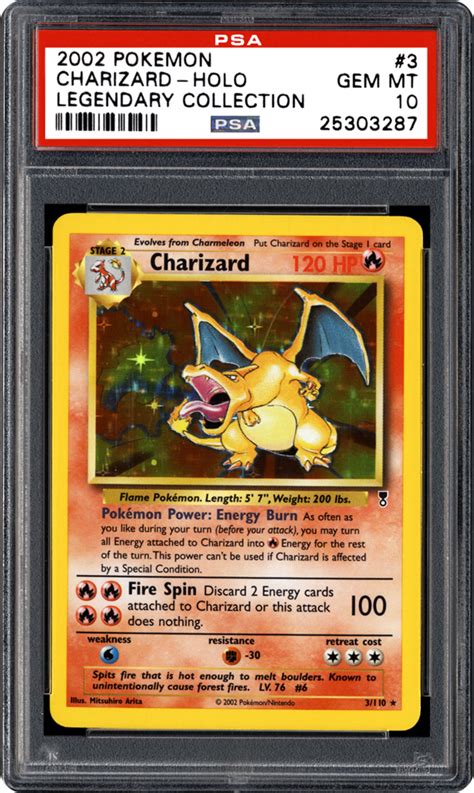 PSA
2002 POKEMON #3
CHARIZARD – HOLO GEM MT
LEGENDARY COLLECTION 10
PSA 25303287
Evolves from Charmeleon Put Charizard on the Stage 1 card
STAGE 2
Charizard 120 HP
Flame Pokémon. Length: 5' 7", Weight: 200 lbs.
Pokémon Power: Energy Burn As often as
you like during your turn (before your attack), you may turn
all Energy attached to Charizard into Energy for the rest
of the turn. This power can't be used if Charizard is affected
by a Special Condition.
Fire Spin Discard 2 Energy cards
attached to Charizard or this attack
does nothing.
100
weakness resistance retreat cost
-30
Spits fire that is hot enough to melt boulders. Known to
unintentionally cause forest fires. LV. 76 #6
Illus. Mitsuhiro Arita © 2002 Pokémon/Nintendo 3/110 ★